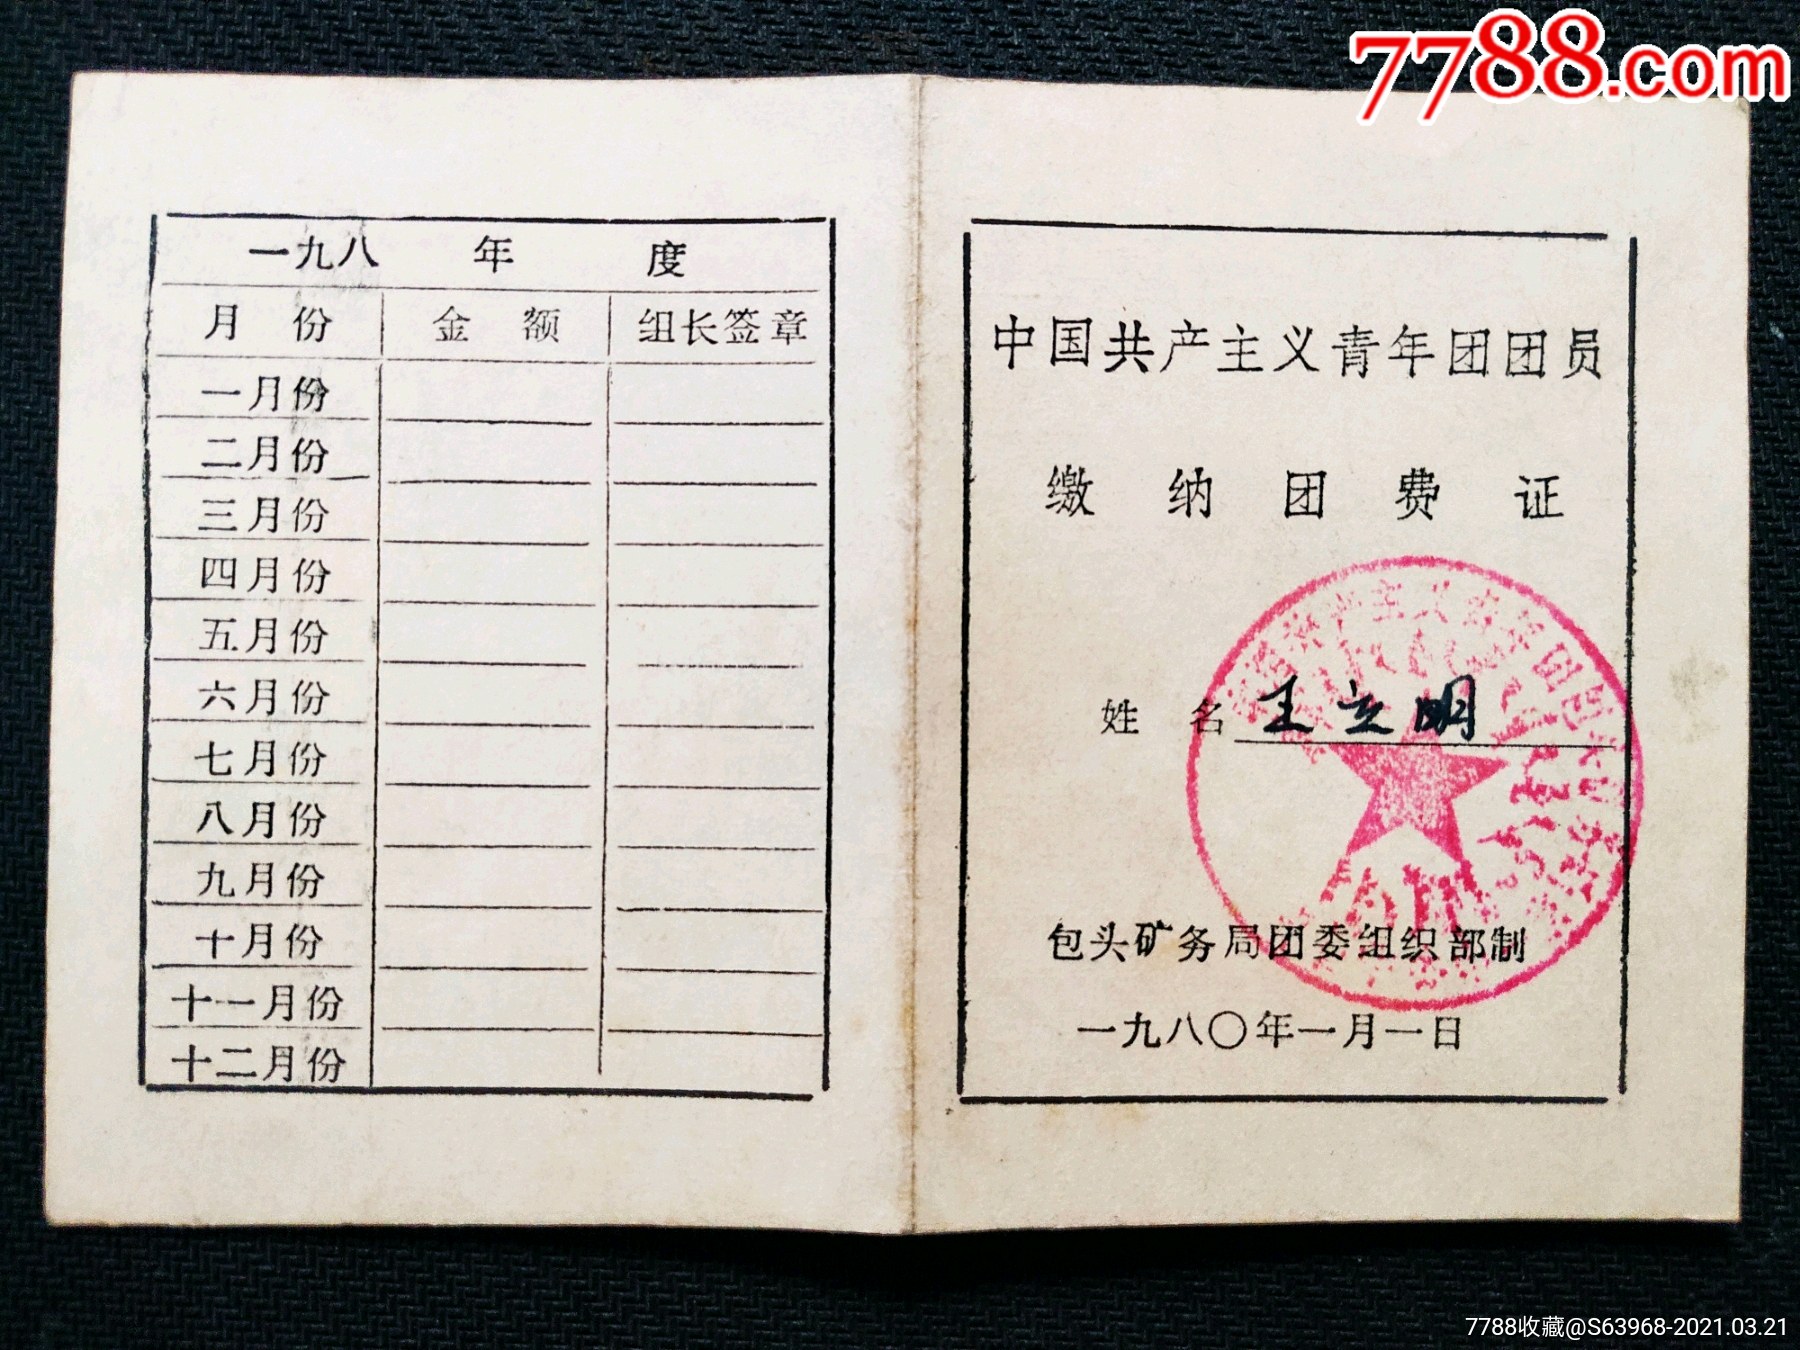 7788.com
一九八 年 度
月 份 金 额 组长签章
一月份
二月份
三月份
四月份
五月份
六月份
七月份
八月份
九月份
十月份
十一月份
十二月份
中国共产主义青年团团员
缴纳团费证
姓 名 王立明
包头矿务局团委组织部制
一九八〇年一月一日
7788收藏@S63968-2021.03.21